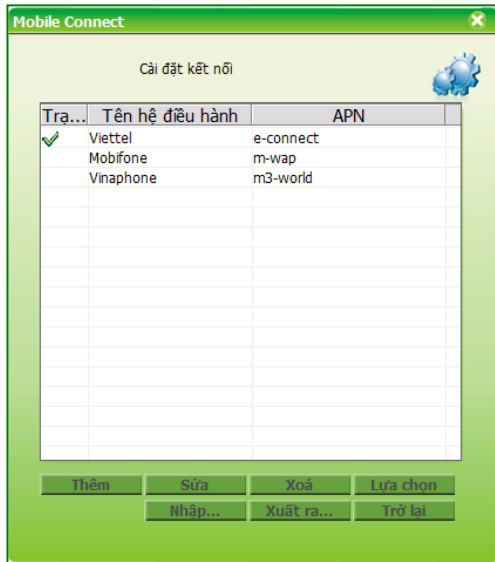 Mobile Connect
Cài đặt kết nối
Trạ... Tên hệ điều hành APN
Viettel e-connect
Mobifone m-wap
Vinaphone m3-world
Thêm Sửa Xoá Lựa chọn
Nhập... Xuất ra... Trở lại